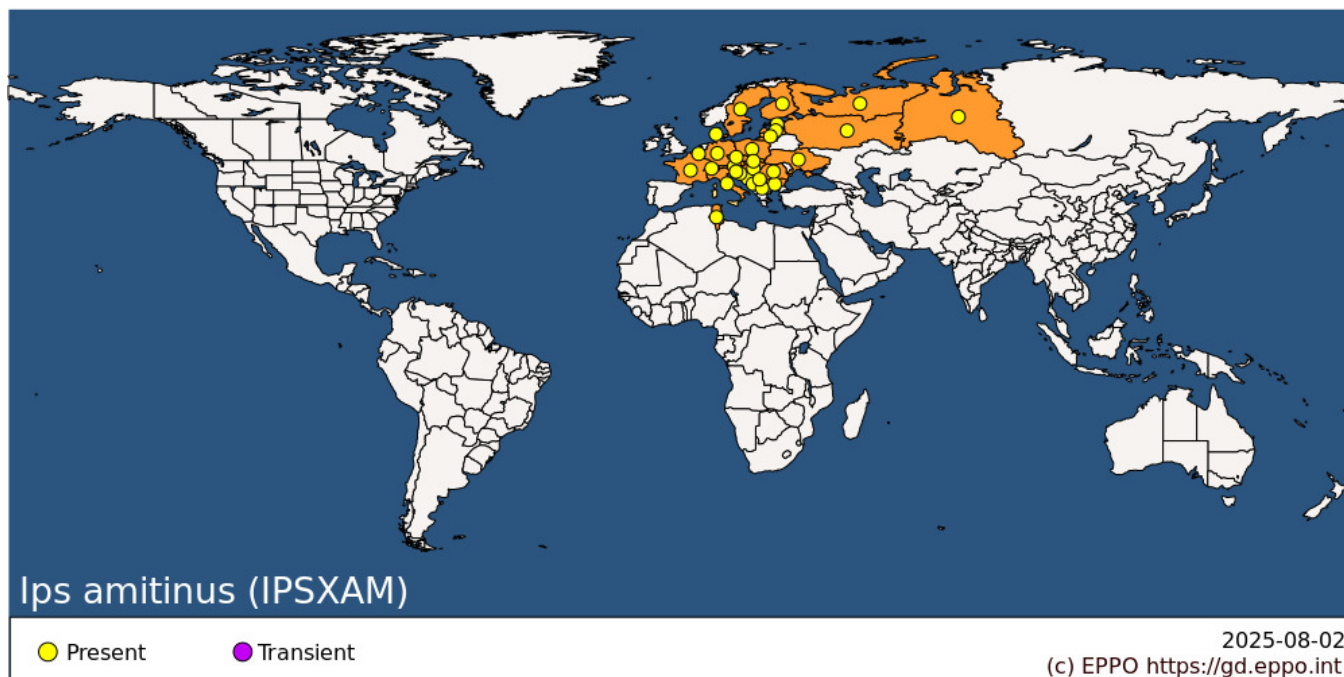 Ips amitinus (IPSXAM)
Present
Transient
2025-08-02
(c) EPPO https://gd.eppo.int